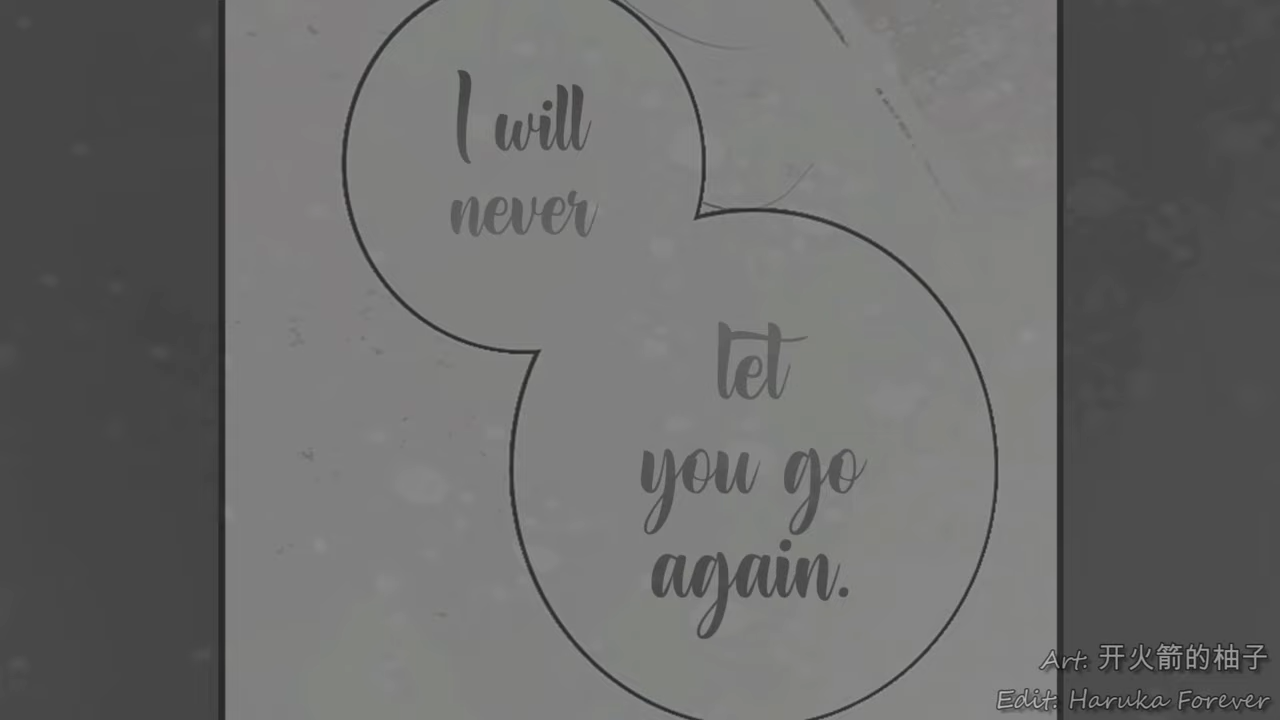 I will
never
let
you go
again.
Art: 开火箭的柚子
Edit: Haruka Forever